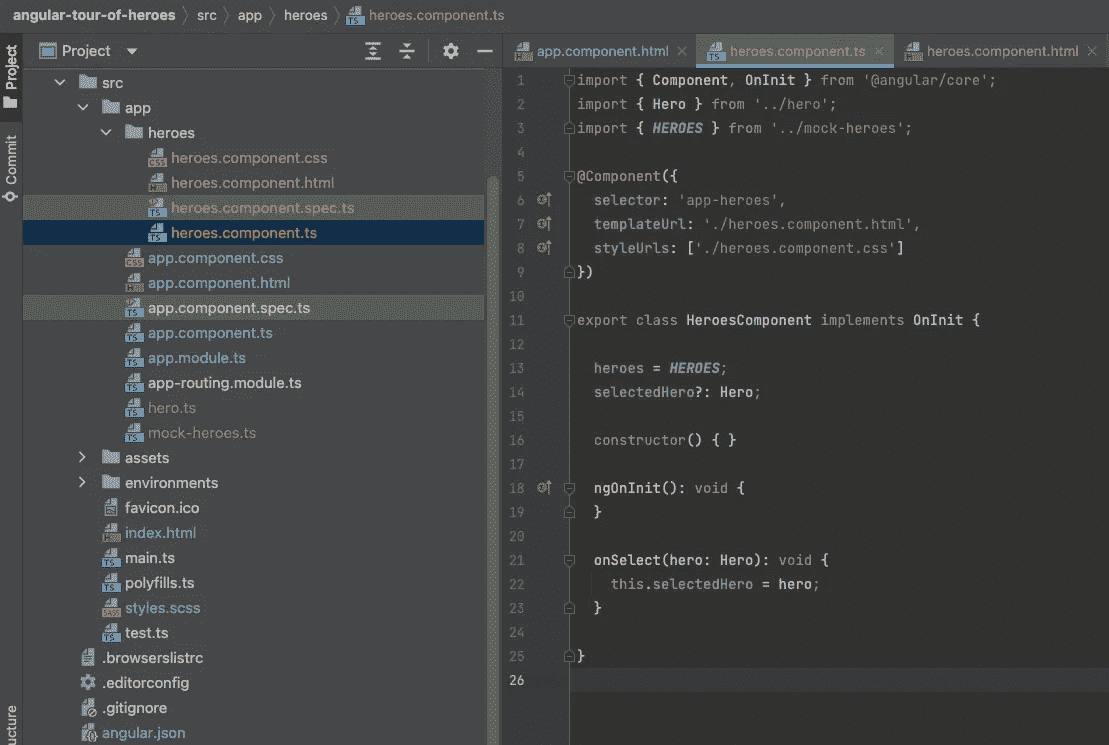 angular-tour-of-heroes src app heroes heroes.component.ts
Project
Commit
ucture
Project
src
app
heroes
heroes.component.css
heroes.component.html
heroes.component.spec.ts
heroes.component.ts
app.component.css
app.component.html
app.component.spec.ts
app.component.ts
app.module.ts
app-routing.module.ts
hero.ts
mock-heroes.ts
assets
environments
favicon.ico
index.html
main.ts
polyfills.ts
styles.scss
test.ts
.browserslistrc
.editorconfig
.gitignore
angular.json
app.component.html heroes.component.ts heroes.component.html
1 import { Component, OnInit } from '@angular/core';
2 import { Hero } from '../hero';
3 import { HEROES } from '../mock-heroes';
4
5 @Component({
6 selector: 'app-heroes',
7 templateUrl: './heroes.component.html',
8 styleUrls: ['./heroes.component.css']
9 })
10
11 export class HeroesComponent implements OnInit {
12
13 heroes = HEROES;
14 selectedHero?: Hero;
15
16 constructor() { }
17
18 ngOnInit(): void {
19 }
20
21 onSelect(hero: Hero): void {
22 this.selectedHero = hero;
23 }
24
25 }
26